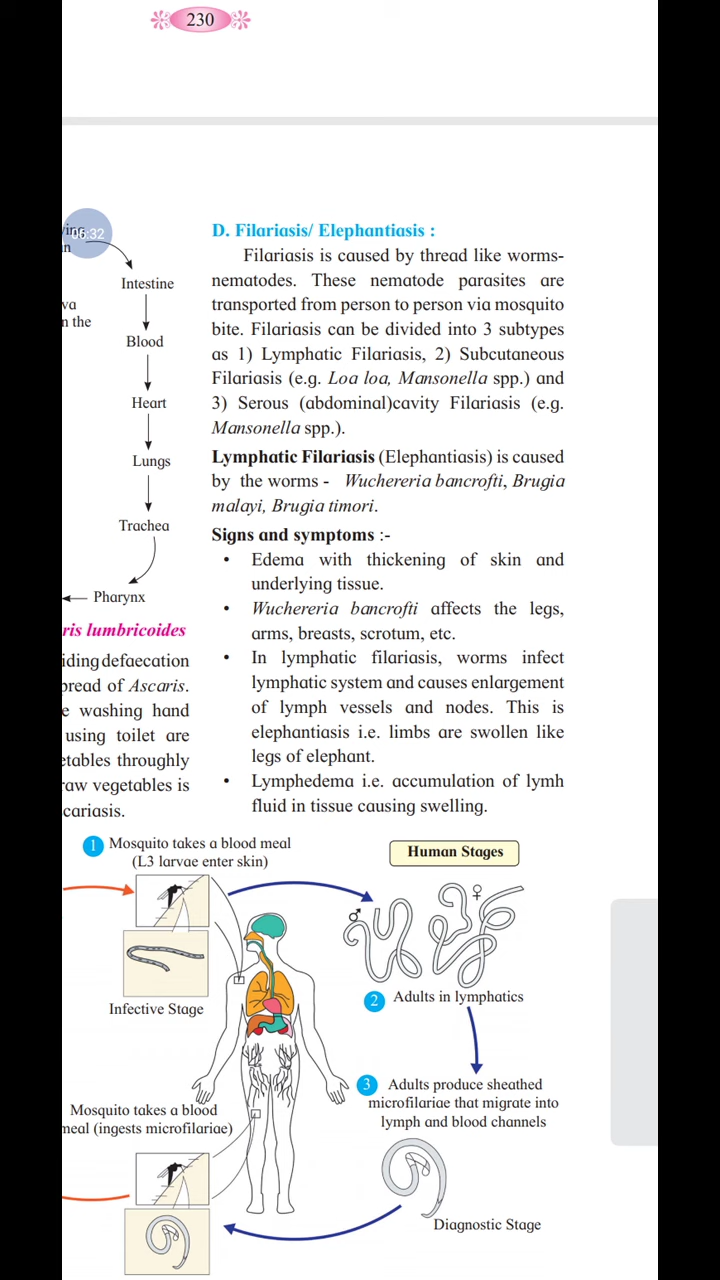 230
06:32
Intestine
Blood
Heart
Lungs
Trachea
Pharynx
ris lumbricoides
iding defaecation
pread of Ascaris.
e washing hand
using toilet are
etables throughly
raw vegetables is
cariasis.
va
n the
D. Filariasis/ Elephantiasis :
Filariasis is caused by thread like worms-
nematodes. These nematode parasites are
transported from person to person via mosquito
bite. Filariasis can be divided into 3 subtypes
as 1) Lymphatic Filariasis, 2) Subcutaneous
Filariasis (e.g. Loa loa, Mansonella spp.) and
3) Serous (abdominal)cavity Filariasis (e.g.
Mansonella spp.).
Lymphatic Filariasis (Elephantiasis) is caused
by the worms - Wuchereria bancrofti, Brugia
malayi, Brugia timori.
Signs and symptoms :-
• Edema with thickening of skin and
underlying tissue.
• Wuchereria bancrofti affects the legs,
arms, breasts, scrotum, etc.
• In lymphatic filariasis, worms infect
lymphatic system and causes enlargement
of lymph vessels and nodes. This is
elephantiasis i.e. limbs are swollen like
legs of elephant.
• Lymphedema i.e. accumulation of lymh
fluid in tissue causing swelling.
1 Mosquito takes a blood meal
(L3 larvae enter skin)
Infective Stage
Human Stages
♂
♀
2 Adults in lymphatics
3 Adults produce sheathed
microfilariae that migrate into
lymph and blood channels
Diagnostic Stage
Mosquito takes a blood
meal (ingests microfilariae)